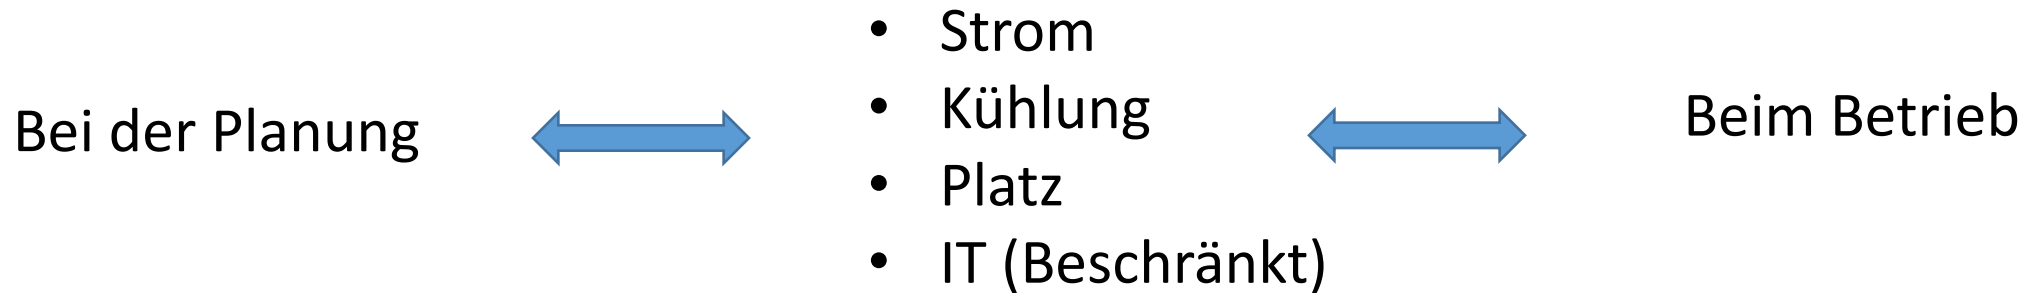 Bei der Planung
• Strom
• Kühlung
• Platz
• IT (Beschränkt)
Beim Betrieb